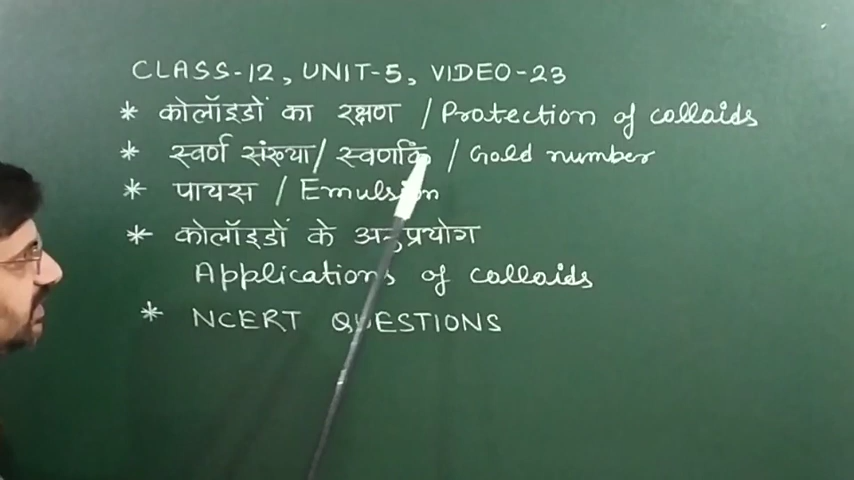 CLASS-12, UNIT-5, VIDEO-23
* कोलॉइडों का रक्षण / Protection of colloids
* स्वर्ण संख्या / स्वर्णांक / Gold number
* पायस / Emulsion
* कोलॉइडों के अनुप्रयोग
Applications of colloids
* NCERT QUESTIONS